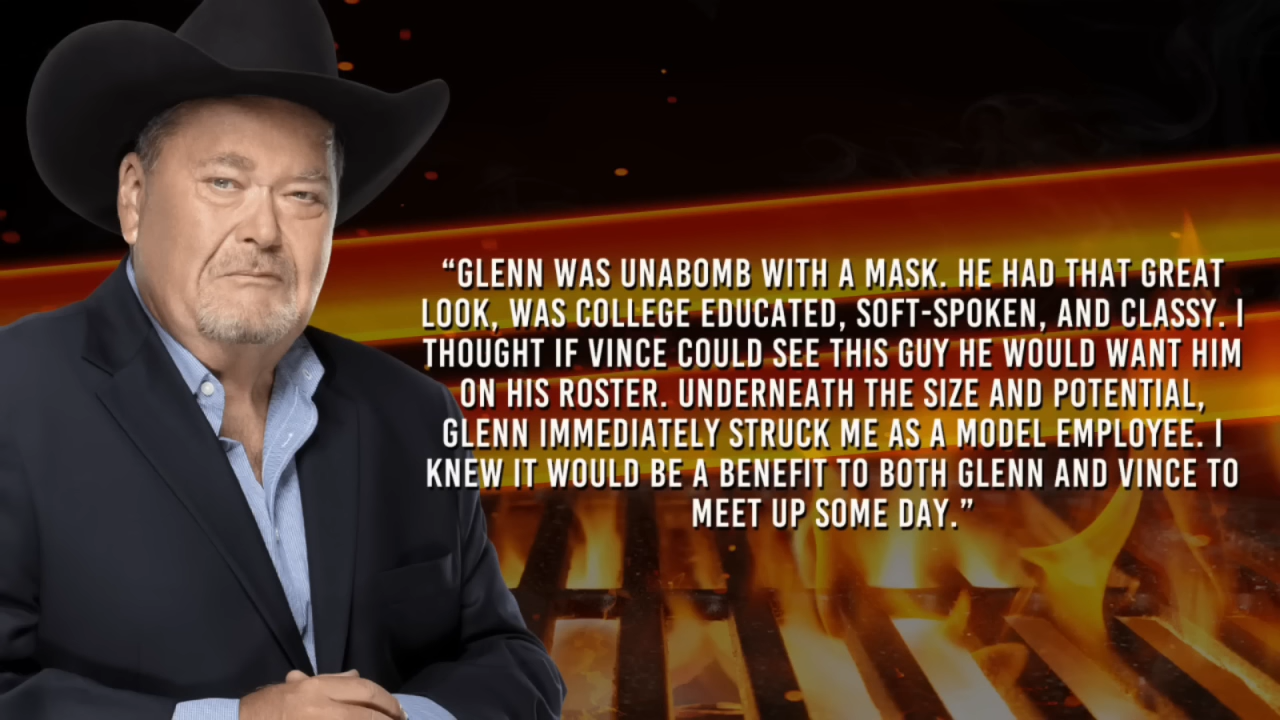 “GLENN WAS UNABOMB WITH A MASK. HE HAD THAT GREAT
LOOK, WAS COLLEGE EDUCATED, SOFT-SPOKEN, AND CLASSY. I
THOUGHT IF VINCE COULD SEE THIS GUY HE WOULD WANT HIM
ON HIS ROSTER. UNDERNEATH THE SIZE AND POTENTIAL,
GLENN IMMEDIATELY STRUCK ME AS A MODEL EMPLOYEE. I
KNEW IT WOULD BE A BENEFIT TO BOTH GLENN AND VINCE TO
MEET UP SOME DAY.”